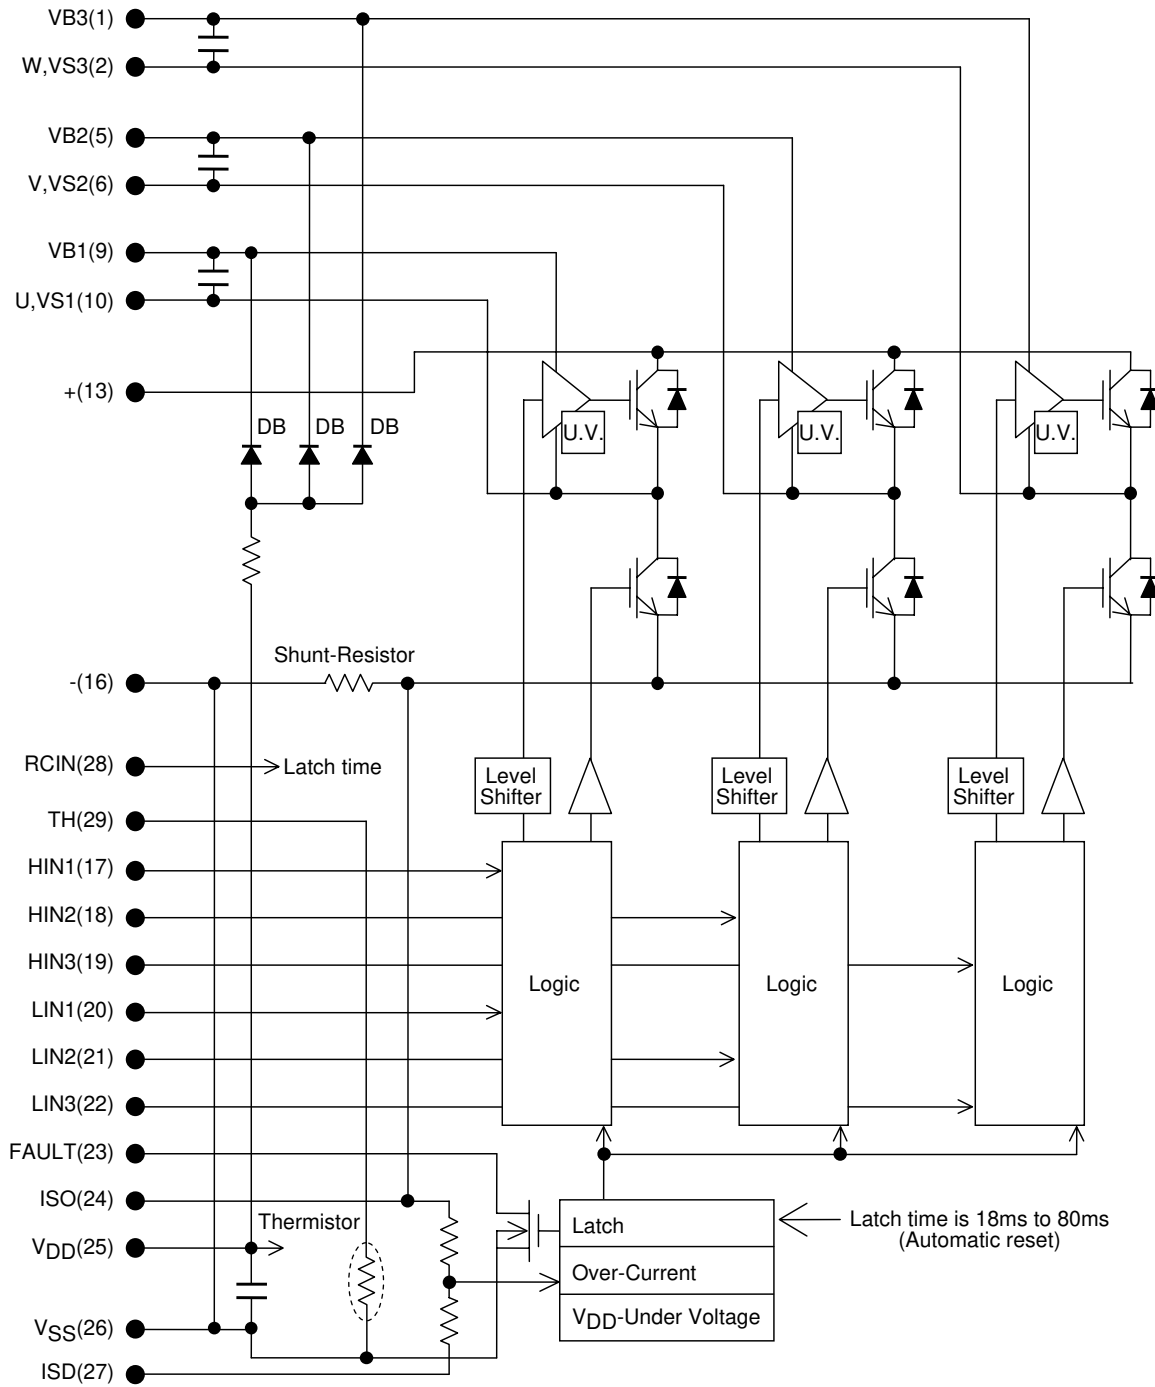 VB3(1)
W,VS3(2)
VB2(5)
V,VS2(6)
VB1(9)
U,VS1(10)
+(13)
DB
DB
DB
U.V.
U.V.
U.V.
Shunt-Resistor
-(16)
RCIN(28)
Latch time
Level
Shifter
Level
Shifter
Level
Shifter
TH(29)
HIN1(17)
HIN2(18)
HIN3(19)
Logic
Logic
Logic
LIN1(20)
LIN2(21)
LIN3(22)
FAULT(23)
ISO(24)
Thermistor
Latch
Latch time is 18ms to 80ms
(Automatic reset)
VDD(25)
Over-Current
VDD-Under Voltage
VSS(26)
ISD(27)